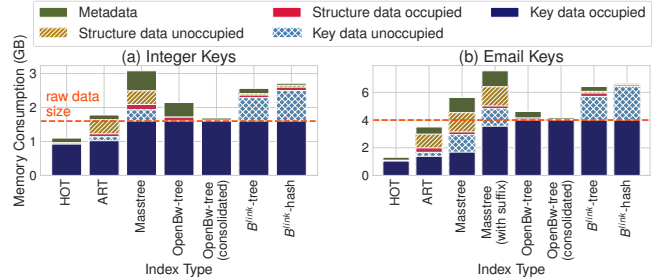 Metadata
Structure data occupied
Key data occupied
Structure data unoccupied
Key data unoccupied
(a) Integer Keys
(b) Email Keys
Memory Consumption (GB)
3
2
1
0
raw data
size
HOT
ART
Masstree
OpenBw-tree
OpenBw-tree
(consolidated)
B^link-tree
B^link-hash
Index Type
6
4
2
0
HOT
ART
Masstree
Masstree
(with suffix)
OpenBw-tree
OpenBw-tree
(consolidated)
B^link-tree
B^link-hash
Index Type